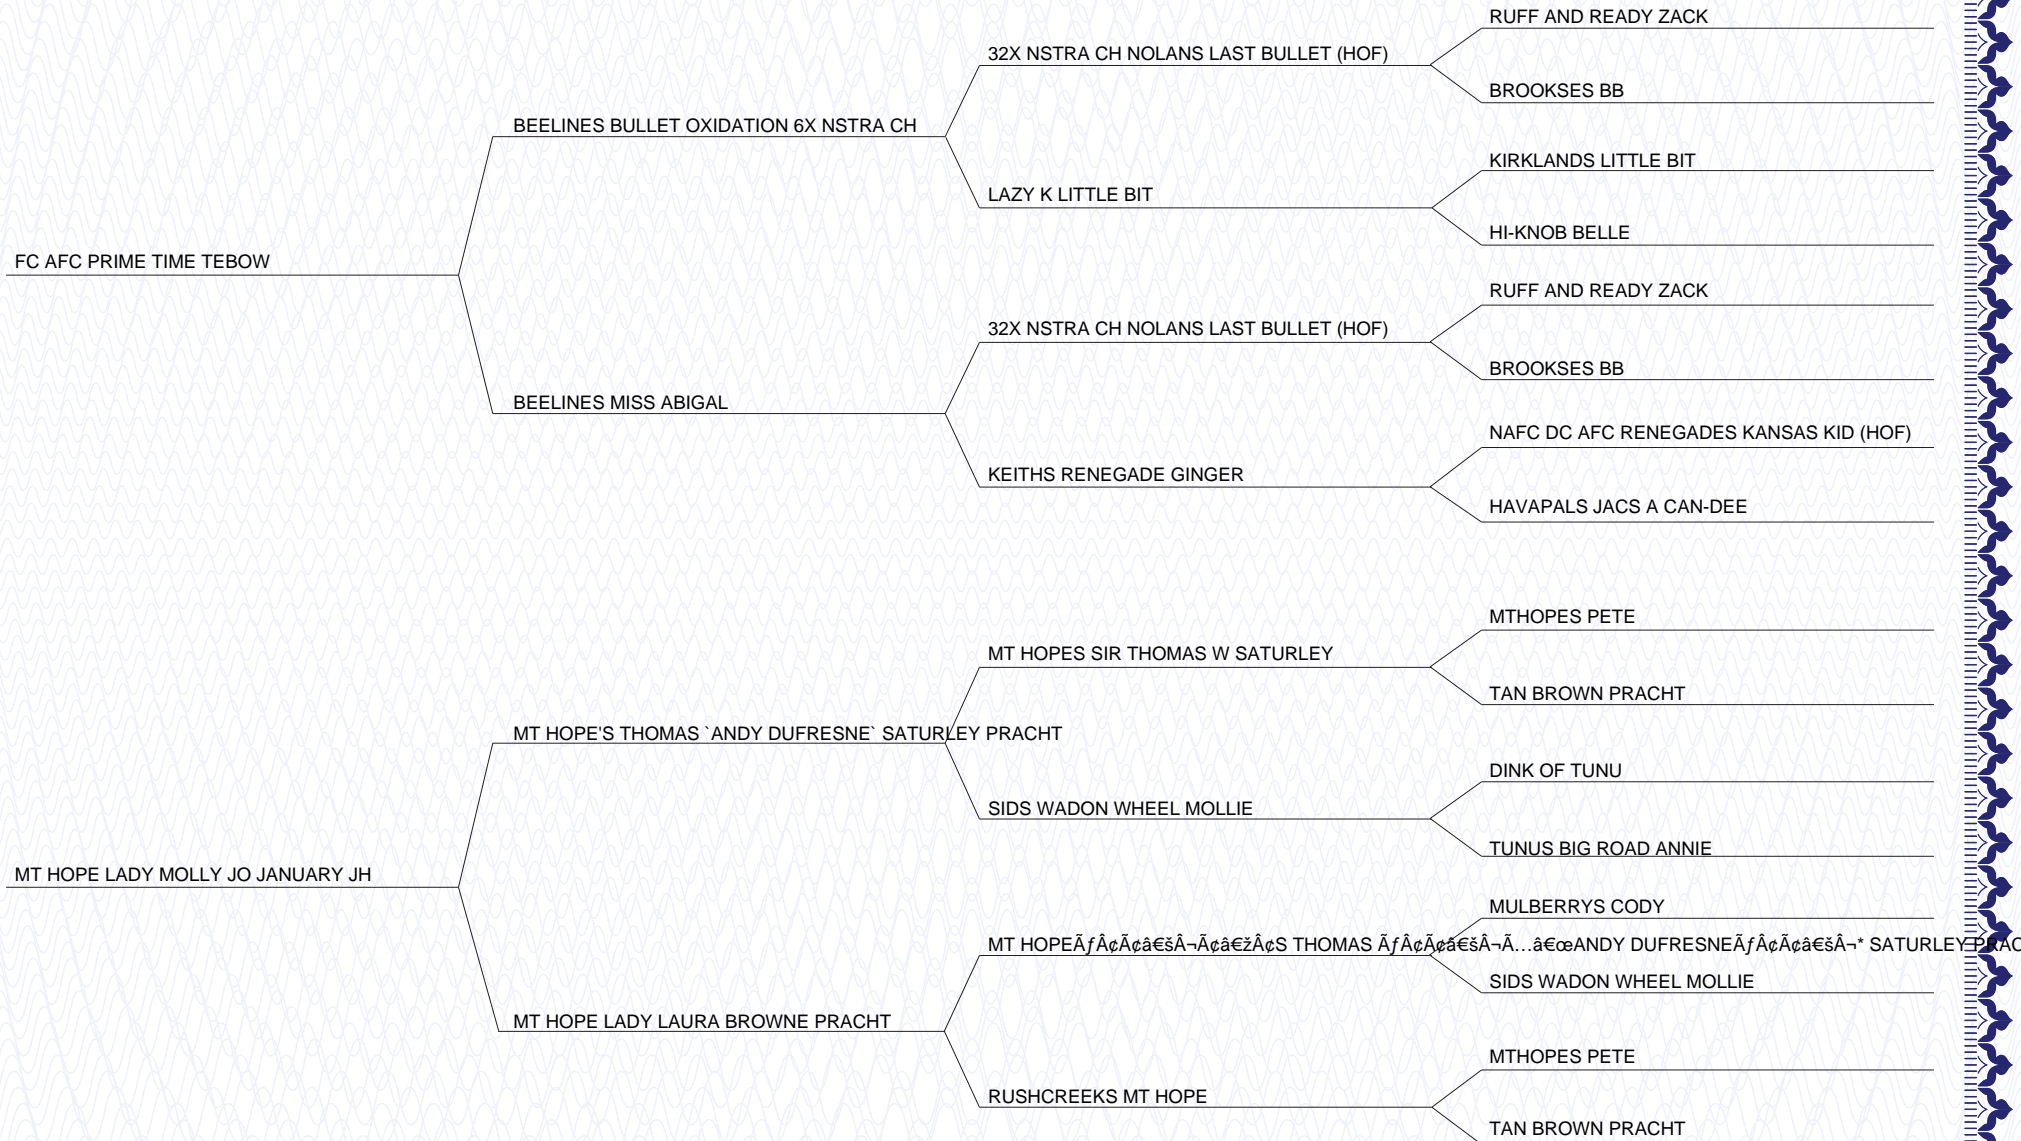 RUFF AND READY ZACK
32X NSTRA CH NOLANS LAST BULLET (HOF)
BROOKSES BB
BEELINES BULLET OXIDATION 6X NSTRA CH
KIRKLANDS LITTLE BIT
LAZY K LITTLE BIT
HI-KNOB BELLE
FC AFC PRIME TIME TEBOW
RUFF AND READY ZACK
32X NSTRA CH NOLANS LAST BULLET (HOF)
BROOKSES BB
BEELINES MISS ABIGAL
NAFC DC AFC RENEGADES KANSAS KID (HOF)
KEITHS RENEGADE GINGER
HAVAPALS JACS A CAN-DEE
MTHOPES PETE
MT HOPES SIR THOMAS W SATURLEY
TAN BROWN PRACHT
MT HOPE'S THOMAS `ANDY DUFRESNE` SATURLEY PRACHT
DINK OF TUNU
SIDS WADON WHEEL MOLLIE
TUNUS BIG ROAD ANNIE
MT HOPE LADY MOLLY JO JANUARY JH
MULBERRYS CODY
MT HOPEÃƒÂ¢Ã¢â€šÂ¬Ã¢â€žÂ¢S THOMAS ÃƒÂ¢Ã¢â€šÂ¬Ã…â€œANDY DUFRESNEÃƒÂ¢Ã¢â€šÂ¬* SATURLEY PRAC
SIDS WADON WHEEL MOLLIE
MT HOPE LADY LAURA BROWNE PRACHT
MTHOPES PETE
RUSHCREEKS MT HOPE
TAN BROWN PRACHT